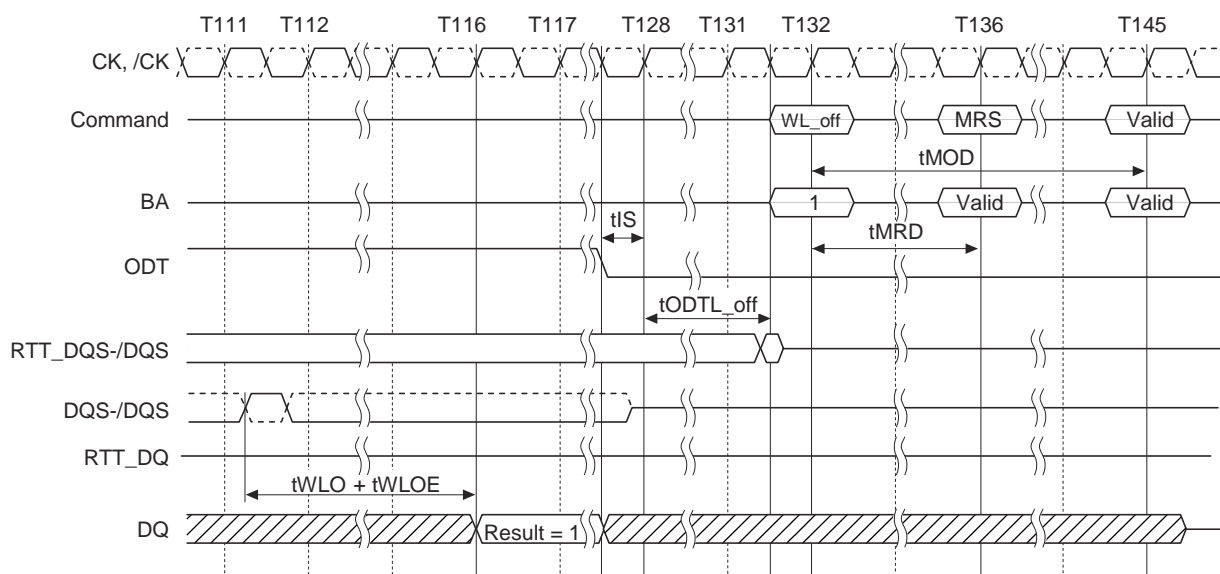 T111 T112 T116 T117 T128 T131 T132 T136 T145
CK, /CK
Command WL_off MRS Valid
tMOD
BA 1 Valid Valid
tIS
tMRD
ODT
tODTL_off
RTT_DQS-/DQS
DQS-/DQS
RTT_DQ
tWLO + tWLOE
DQ Result = 1